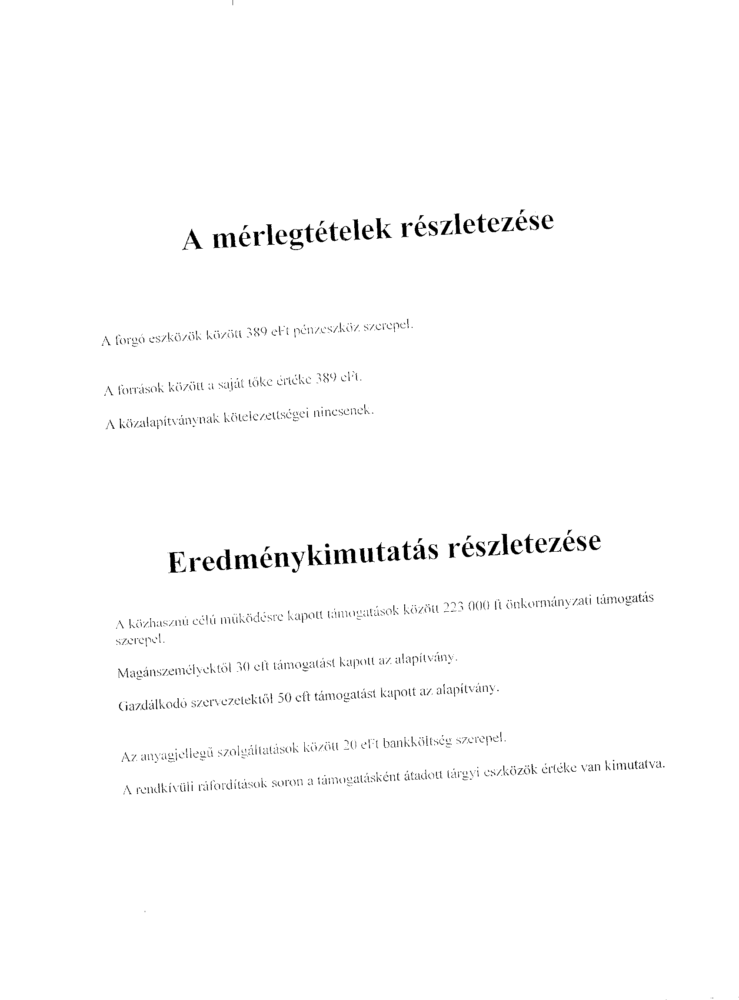 A mérlegtételek részletezése
A forgó eszközök között 389 eFt pénzeszköz szerepel.
A források között a saját tőke értéke 389 eFt.
A közalapítványnak kötelezettségei nincsenek.
Eredménykimutatás részletezése
A közhasznú célú működésre kapott támogatások között 223 000 ft önkormányzati támogatás
szerepel.
Magánszemélyektől 30 eft támogatást kapott az alapítvány.
Gazdálkodó szervezetektől 50 eft támogatást kapott az alapítvány.
Az anyagjellegű szolgáltatások között 20 eFt bankköltség szerepel.
A rendkívüli ráfordítások soron a támogatásként átadott tárgyi eszközök értéke van kimutatva.